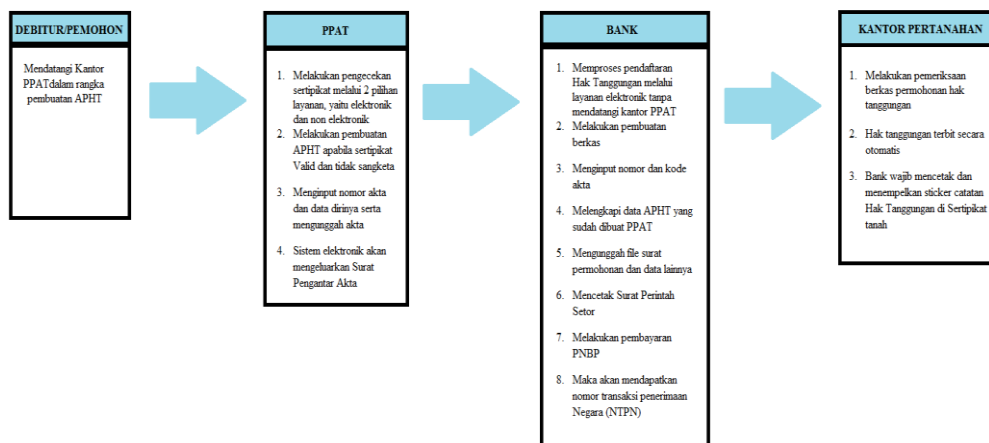 DEBITUR/PEMOHON
Mendatangi Kantor
PPATdalam rangka
pembuatan APHT
PPAT
1. Melakukan pengecekan
sertipikat melalui 2 pilihan
layanan, yaitu elektronik
dan non elektronik
2. Melakukan pembuatan
APHT apabila sertipikat
Valid dan tidak sangketa
3. Menginput nomor akta
dan data dirinya serta
mengunggah akta
4. Sistem elektronik akan
mengeluarkan Surat
Pengantar Akta
BANK
1. Memproses pendaftaran
Hak Tanggungan melalui
layanan elektronik tanpa
mendatangi kantor PPAT
2. Melakukan pembuatan
berkas
3. Menginput nomor dan kode
akta
4. Melengkapi data APHT yang
sudah dibuat PPAT
5. Mengunggah file surat
permohonan dan data lainnya
6. Mencetak Surat Perintah
Setor
7. Melakukan pembayaran
PNBP
8. Maka akan mendapatkan
nomor transaksi penerimaan
Negara (NTPN)
KANTOR PERTANAHAN
1. Melakukan pemeriksaan
berkas permohonan hak
tanggungan
2. Hak tanggungan terbit secara
otomatis
3. Bank wajib mencetak dan
menempelkan sticker catatan
Hak Tanggungan di Sertipikat
tanah